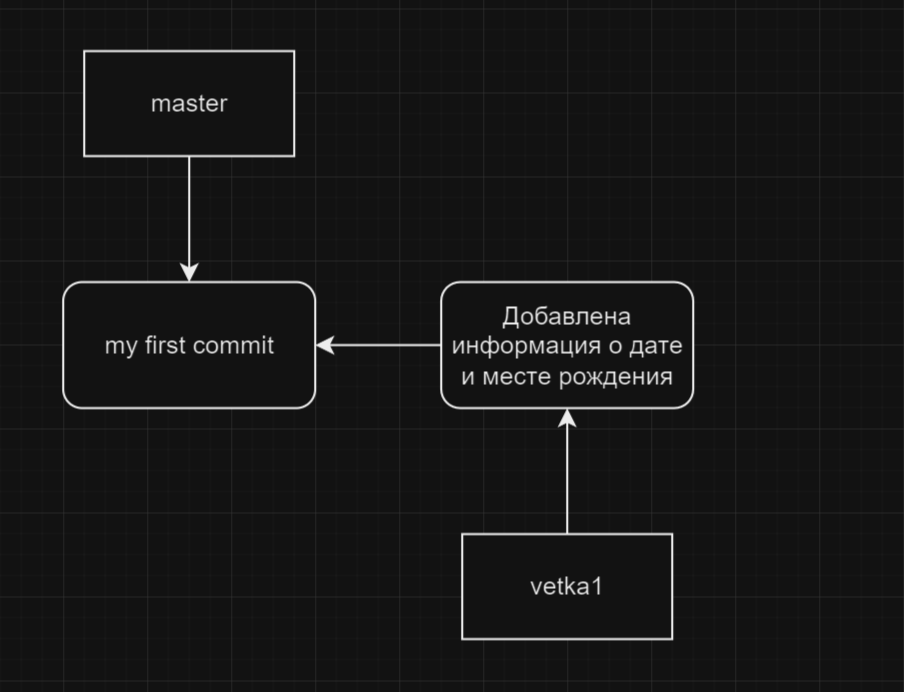 master
my first commit
Добавлена
информация о дате
и месте рождения
vetka1